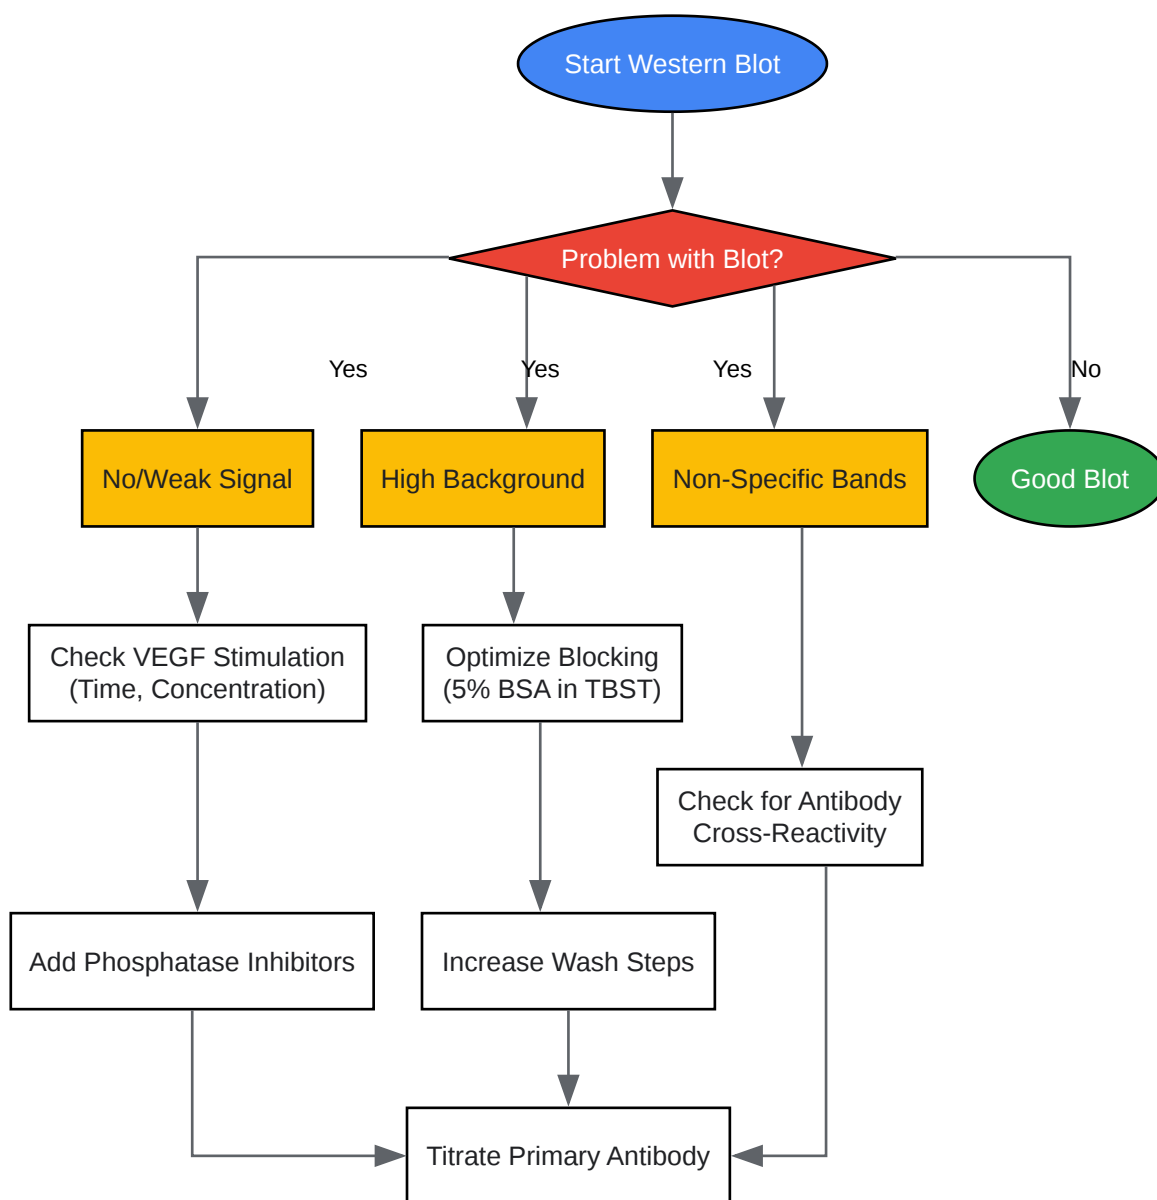 Start Western Blot
Problem with Blot?
Yes
Yes
Yes
No
No/Weak Signal
High Background
Non-Specific Bands
Good Blot
Check VEGF Stimulation
(Time, Concentration)
Optimize Blocking
(5% BSA in TBST)
Check for Antibody
Cross-Reactivity
Add Phosphatase Inhibitors
Increase Wash Steps
Titrate Primary Antibody